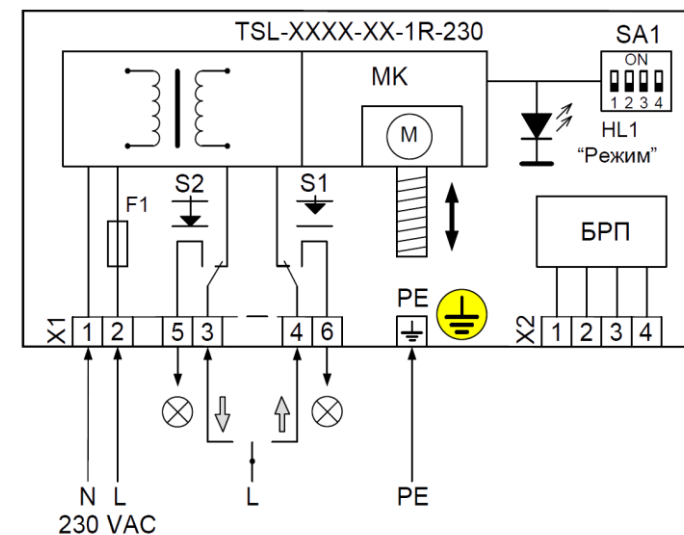 TSL-XXXX-XX-1R-230
SA1
ON
1 2 3 4
МК
M
HL1
"Режим"
S2
S1
F1
БРП
PE
X1
1 2 5 3 4 6
X2
1 2 3 4
N L
L
PE
230 VAC